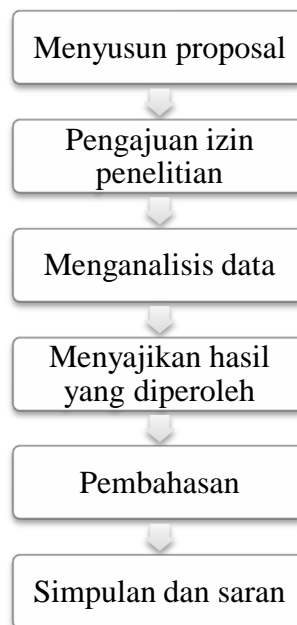 Menyusun proposal
Pengajuan izin
penelitian
Menganalisis data
Menyajikan hasil
yang diperoleh
Pembahasan
Simpulan dan saran